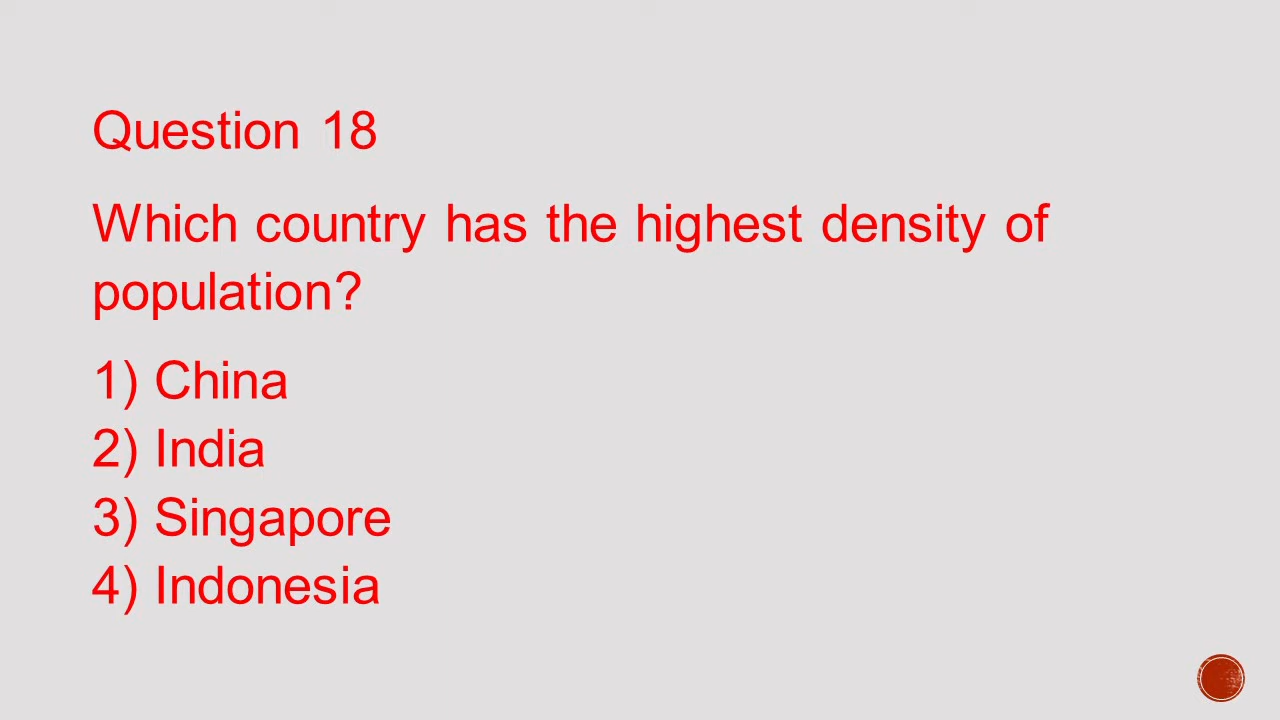 Question 18
Which country has the highest density of
population?
1) China
2) India
3) Singapore
4) Indonesia